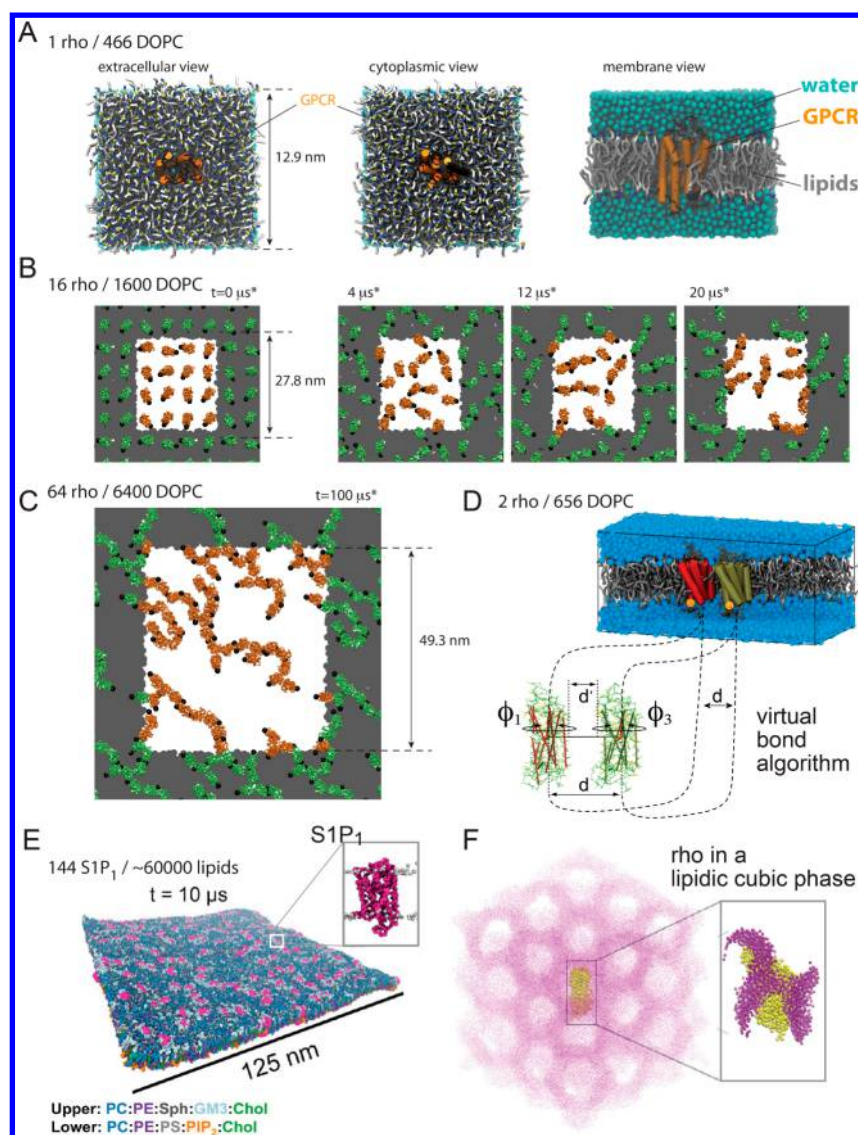 A
1 rho / 466 DOPC
extracellular view
cytoplasmic view
membrane view
GPCR
12.9 nm
water
GPCR
lipids
B
16 rho / 1600 DOPC
t=0 µs*
4 µs*
12 µs*
20 µs*
27.8 nm
C
64 rho / 6400 DOPC
t=100 µs*
49.3 nm
D
2 rho / 656 DOPC
d'
ϕ1
ϕ3
d
d
virtual
bond
algorithm
E
144 S1P1 / ~60000 lipids
t = 10 µs
S1P1
125 nm
Upper: PC:PE:Sph:GM3:Chol
Lower: PC:PE:PS:PIP2:Chol
F
rho in a
lipidic cubic phase